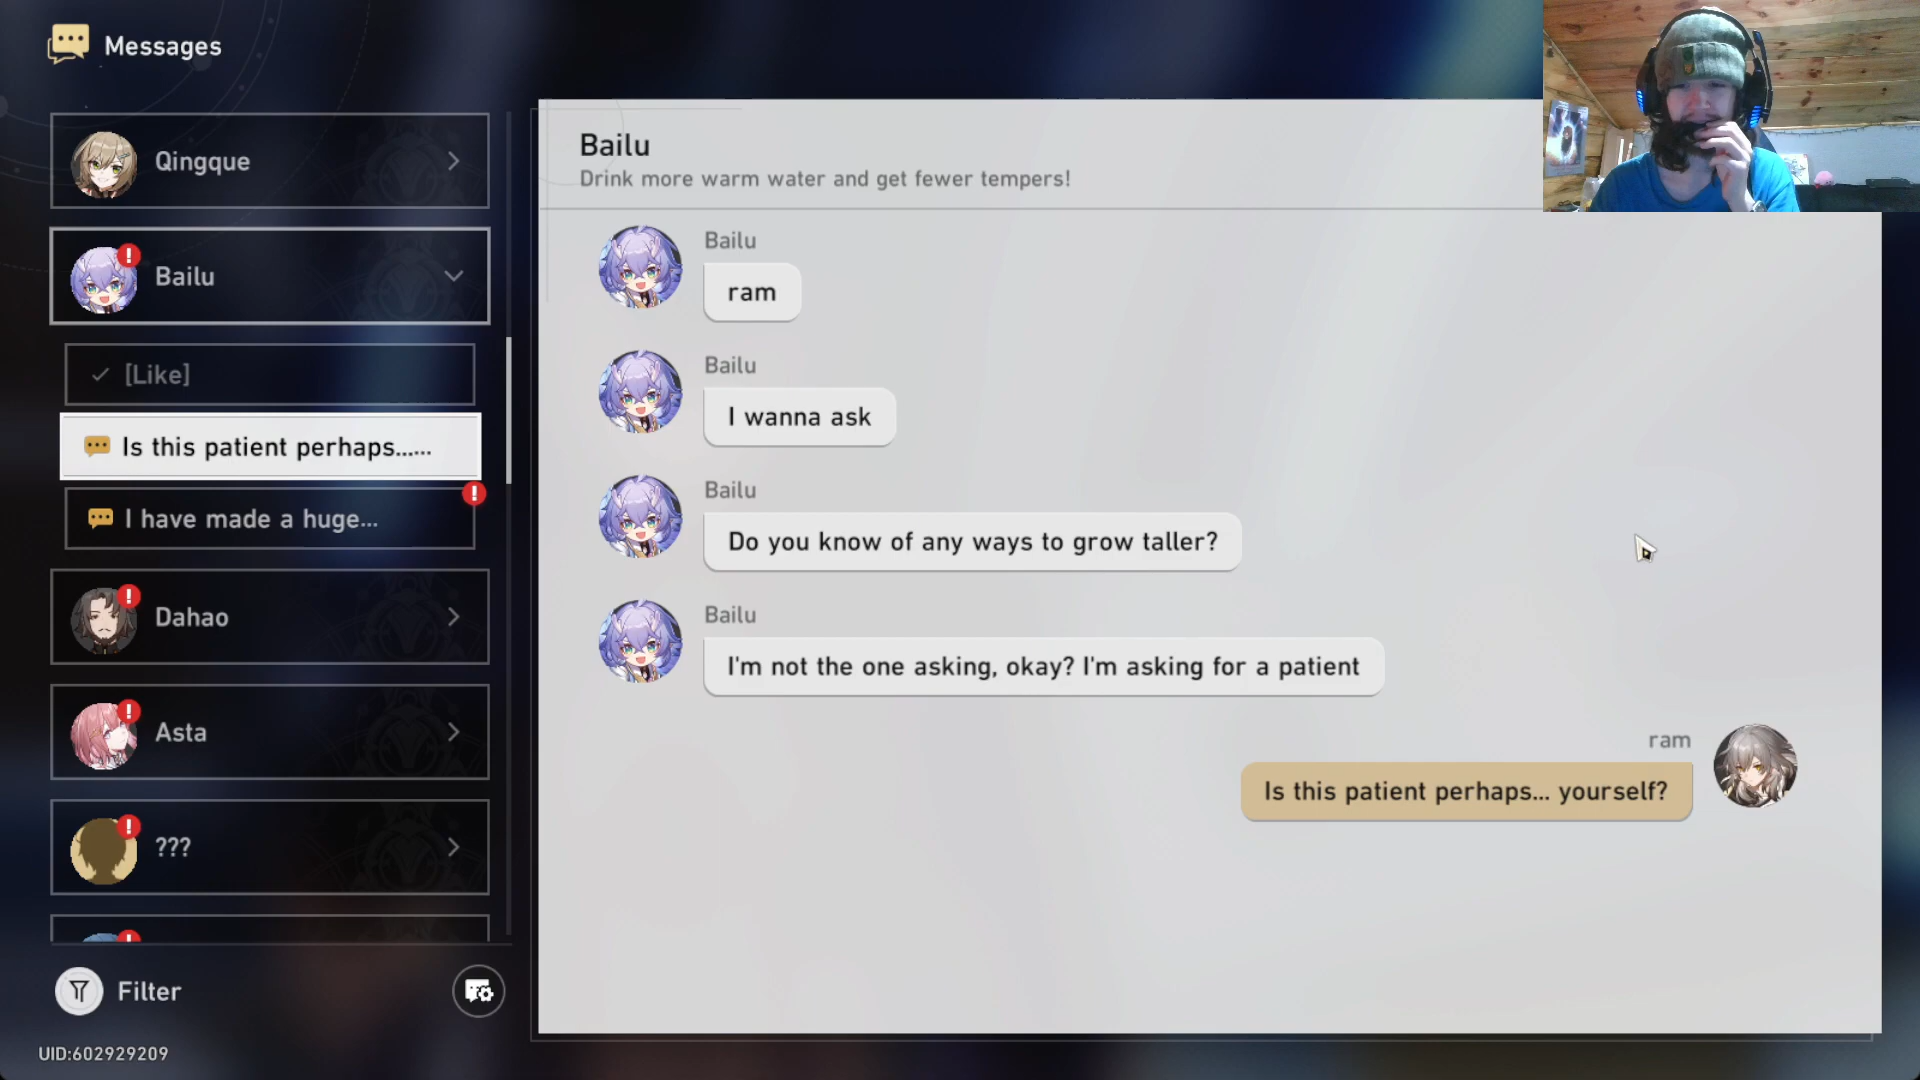 Messages
Qingque
Bailu
[Like]
Is this patient perhaps......
I have made a huge...
Dahao
Asta
???
Filter
UID:602929209
Bailu
Drink more warm water and get fewer tempers!
Bailu
ram
Bailu
I wanna ask
Bailu
Do you know of any ways to grow taller?
Bailu
I'm not the one asking, okay? I'm asking for a patient
ram
Is this patient perhaps... yourself?